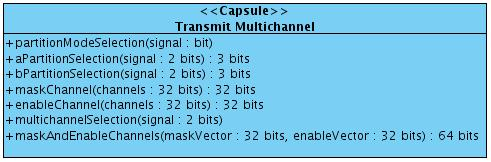 <<Capsule>>
Transmit Multichannel
+partitionModeSelection(signal : bit)
+aPartitionSelection(signal : 2 bits) : 3 bits
+bPartitionSelection(signal : 2 bits) : 3 bits
+maskChannel(channels : 32 bits) : 32 bits
+enableChannel(channels : 32 bits) : 32 bits
+multichannelSelection(signal : 2 bits)
+maskAndEnableChannels(maskVector : 32 bits, enableVector : 32 bits) : 64 bits